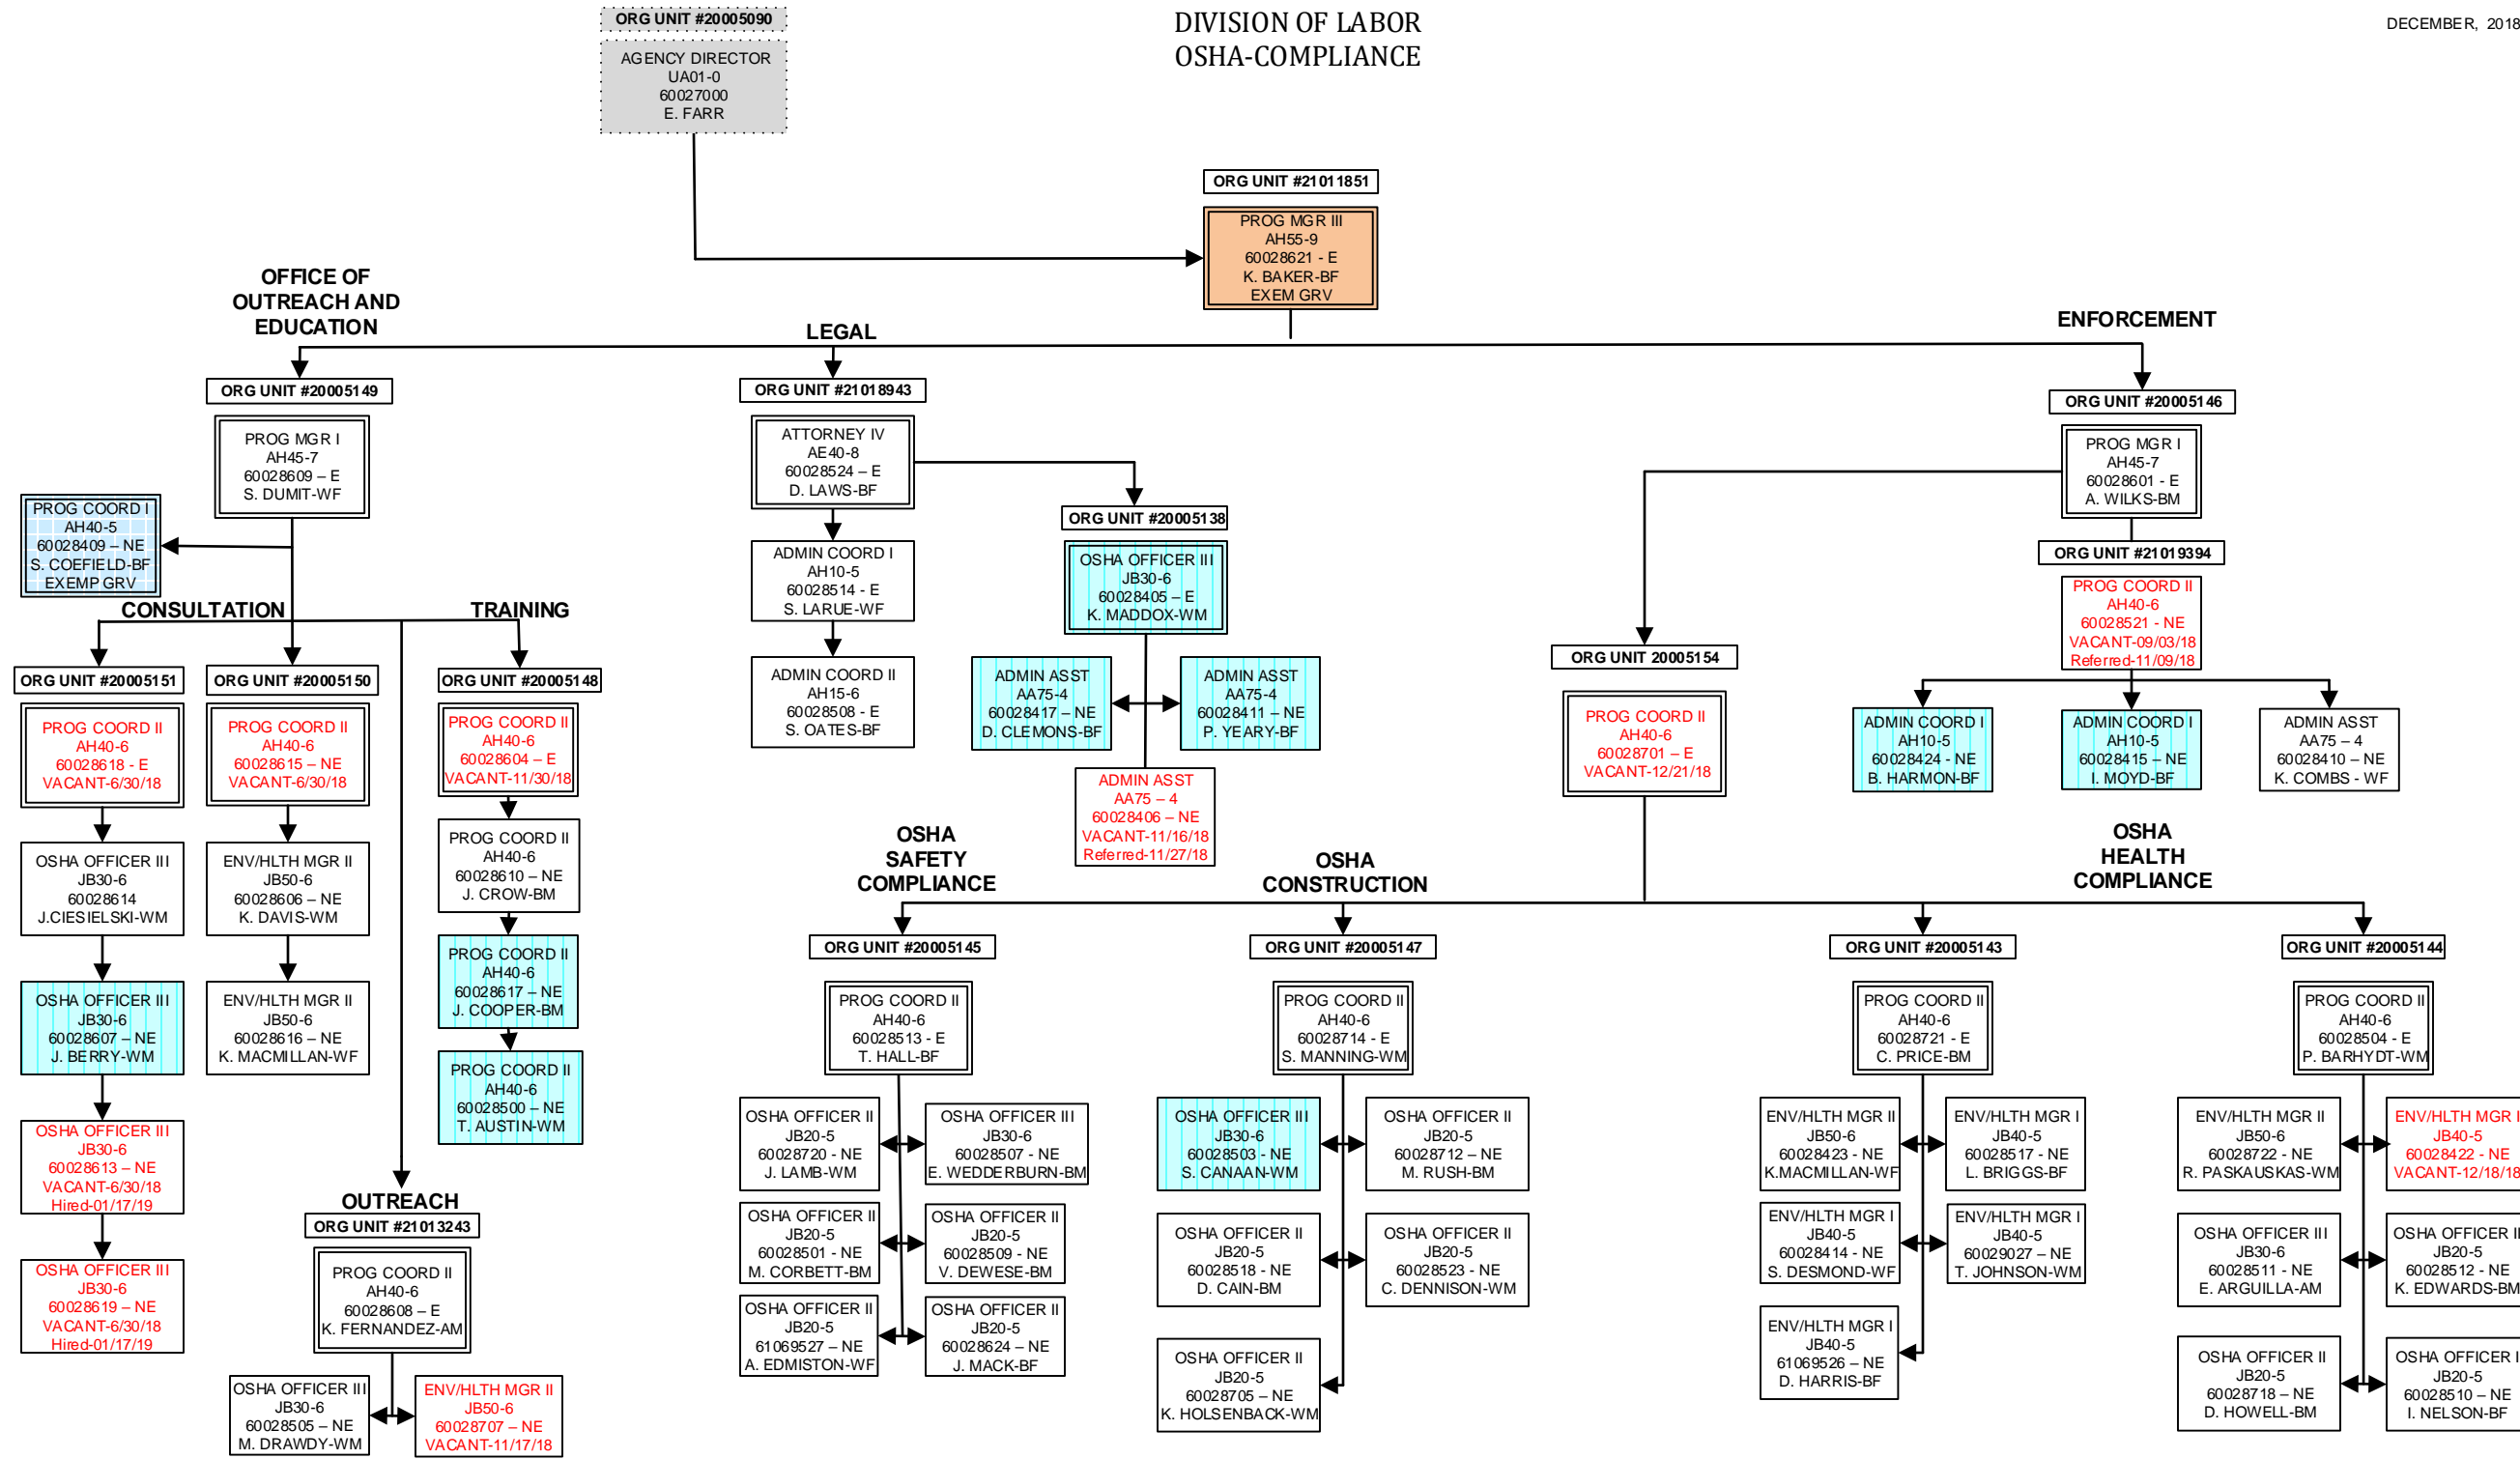 ORG UNIT #20005090
AGENCY DIRECTOR
UA01-0
60027000
E. FARR
DIVISION OF LABOR
OSHA-COMPLIANCE
DECEMBER, 2018
ORG UNIT #21011851
PROG MGR III
AH55-9
60028621 - E
K. BAKER-BF
EXEM GRV
OFFICE OF
OUTREACH AND
EDUCATION
LEGAL
ENFORCEMENT
ORG UNIT #20005149
PROG MGR I
AH45-7
60028609 – E
S. DUMIT-WF
PROG COORD I
AH40-5
60028409 – NE
S. COEFIELD-BF
EXEMP GRV
CONSULTATION
TRAINING
ORG UNIT #20005151
PROG COORD II
AH40-6
60028618 - E
VACANT-6/30/18
OSHA OFFICER III
JB30-6
60028614
J.CIESIELSKI-WM
OSHA OFFICER III
JB30-6
60028607 – NE
J. BERRY-WM
OSHA OFFICER III
JB30-6
60028613 – NE
VACANT-6/30/18
Hired-01/17/19
OSHA OFFICER III
JB30-6
60028619 – NE
VACANT-6/30/18
Hired-01/17/19
ORG UNIT #20005150
PROG COORD II
AH40-6
60028615 – NE
VACANT-6/30/18
ENV/HLTH MGR II
JB50-6
60028606 – NE
K. DAVIS-WM
ENV/HLTH MGR II
JB50-6
60028616 – NE
K. MACMILLAN-WF
ORG UNIT #20005148
PROG COORD II
AH40-6
60028604 – E
VACANT-11/30/18
PROG COORD II
AH40-6
60028610 – NE
J. CROW-BM
PROG COORD II
AH40-6
60028617 – NE
J. COOPER-BM
PROG COORD II
AH40-6
60028500 – NE
T. AUSTIN-WM
OUTREACH
ORG UNIT #21013243
PROG COORD II
AH40-6
60028608 – E
K. FERNANDEZ-AM
OSHA OFFICER III
JB30-6
60028505 – NE
M. DRAWDY-WM
ENV/HLTH MGR II
JB50-6
60028707 – NE
VACANT-11/17/18
ORG UNIT #21018943
ATTORNEY IV
AE40-8
60028524 – E
D. LAWS-BF
ADMIN COORD I
AH10-5
60028514 - E
S. LARUE-WF
ADMIN COORD II
AH15-6
60028508 - E
S. OATES-BF
ORG UNIT #20005138
OSHA OFFICER III
JB30-6
60028405 – E
K. MADDOX-WM
ADMIN ASST
AA75-4
60028417 – NE
D. CLEMONS-BF
ADMIN ASST
AA75-4
60028411 – NE
P. YEARY-BF
ADMIN ASST
AA75 – 4
60028406 – NE
VACANT-11/16/18
Referred-11/27/18
ORG UNIT #20005146
PROG MGR I
AH45-7
60028601 - E
A. WILKS-BM
ORG UNIT #21019394
PROG COORD II
AH40-6
60028521 - NE
VACANT-09/03/18
Referred-11/09/18
ADMIN COORD I
AH10-5
60028424 - NE
B. HARMON-BF
ADMIN COORD I
AH10-5
60028415 – NE
I. MOYD-BF
ADMIN ASST
AA75 – 4
60028410 – NE
K. COMBS - WF
ORG UNIT 20005154
PROG COORD II
AH40-6
60028701 – E
VACANT-12/21/18
OSHA
SAFETY
COMPLIANCE
OSHA
CONSTRUCTION
OSHA
HEALTH
COMPLIANCE
ORG UNIT #20005145
PROG COORD II
AH40-6
60028513 - E
T. HALL-BF
OSHA OFFICER II
JB20-5
60028720 - NE
J. LAMB-WM
OSHA OFFICER III
JB30-6
60028507 - NE
E. WEDDERBURN-BM
OSHA OFFICER II
JB20-5
60028501 - NE
M. CORBETT-BM
OSHA OFFICER II
JB20-5
60028509 - NE
V. DEWESE-BM
OSHA OFFICER II
JB20-5
61069527 – NE
A. EDMISTON-WF
OSHA OFFICER II
JB20-5
60028624 – NE
J. MACK-BF
ORG UNIT #20005147
PROG COORD II
AH40-6
60028714 - E
S. MANNING-WM
OSHA OFFICER III
JB30-6
60028503 - NE
S. CANAAN-WM
OSHA OFFICER II
JB20-5
60028712 – NE
M. RUSH-BM
OSHA OFFICER II
JB20-5
60028518 - NE
D. CAIN-BM
OSHA OFFICER II
JB20-5
60028523 - NE
C. DENNISON-WM
OSHA OFFICER II
JB20-5
60028705 – NE
K. HOLSENBACK-WM
ORG UNIT #20005143
PROG COORD II
AH40-6
60028721 - E
C. PRICE-BM
ENV/HLTH MGR II
JB50-6
60028423 - NE
K.MACMILLAN-WF
ENV/HLTH MGR I
JB40-5
60028517 - NE
L. BRIGGS-BF
ENV/HLTH MGR I
JB40-5
60028414 - NE
S. DESMOND-WF
ENV/HLTH MGR I
JB40-5
60029027 – NE
T. JOHNSON-WM
ENV/HLTH MGR I
JB40-5
61069526 – NE
D. HARRIS-BF
ORG UNIT #20005144
PROG COORD II
AH40-6
60028504 - E
P. BARHYDT-WM
ENV/HLTH MGR II
JB50-6
60028722 - NE
R. PASKAUSKAS-WM
ENV/HLTH MGR I
JB40-5
60028422 - NE
VACANT-12/18/18
OSHA OFFICER III
JB30-6
60028511 - NE
E. ARGUILLA-AM
OSHA OFFICER II
JB20-5
60028512 - NE
K. EDWARDS-BM
OSHA OFFICER II
JB20-5
60028718 – NE
D. HOWELL-BM
OSHA OFFICER I
JB20-5
60028510 – NE
I. NELSON-BF